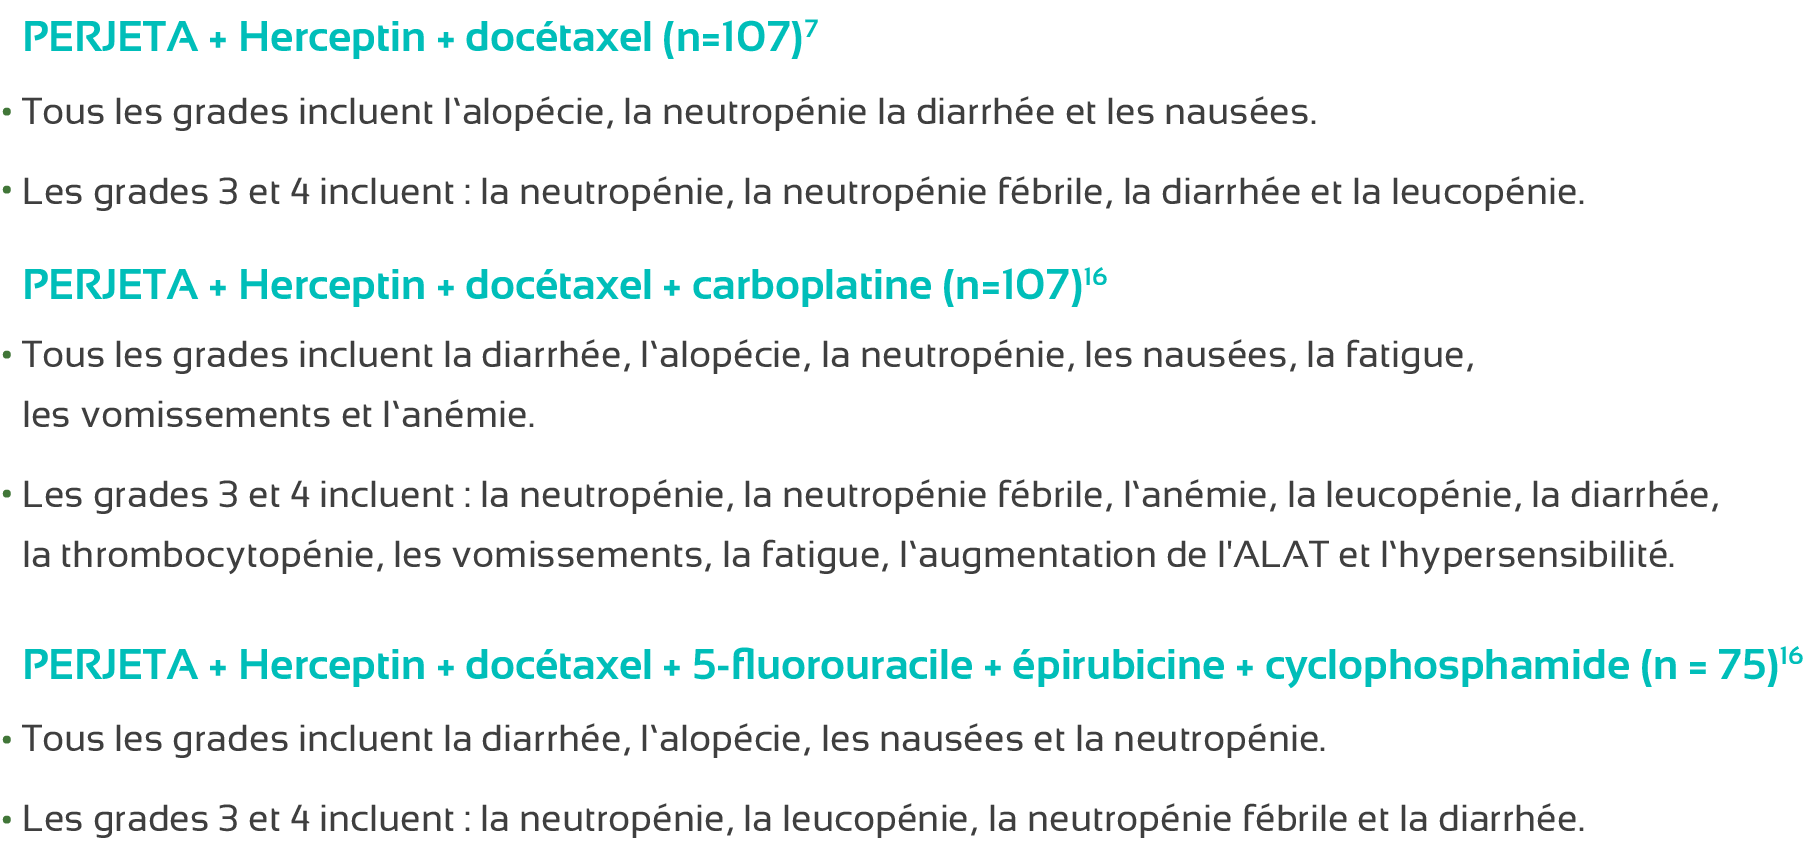 PERJETA + Herceptin + docétaxel (n=107)⁷
• Tous les grades incluent l‘alopécie, la neutropénie la diarrhée et les nausées.
• Les grades 3 et 4 incluent : la neutropénie, la neutropénie fébrile, la diarrhée et la leucopénie.
PERJETA + Herceptin + docétaxel + carboplatine (n=107)¹⁶
• Tous les grades incluent la diarrhée, l‘alopécie, la neutropénie, les nausées, la fatigue,
les vomissements et l‘anémie.
• Les grades 3 et 4 incluent : la neutropénie, la neutropénie fébrile, l‘anémie, la leucopénie, la diarrhée,
la thrombocytopénie, les vomissements, la fatigue, l‘augmentation de l'ALAT et l‘hypersensibilité.
PERJETA + Herceptin + docétaxel + 5-fluorouracile + épirubicine + cyclophosphamide (n = 75)¹⁶
• Tous les grades incluent la diarrhée, l‘alopécie, les nausées et la neutropénie.
• Les grades 3 et 4 incluent : la neutropénie, la leucopénie, la neutropénie fébrile et la diarrhée.